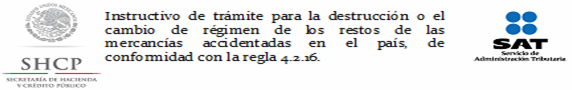 Instructivo de trámite para la destrucción o el
cambio de régimen de los restos de las
mercancías accidentadas en el país, de
conformidad con la regla 4.2.16.
SHCP
SECRETARÍA DE HACIENDA
Y CRÉDITO PÚBLICO
SAT
Servicio de
Administración Tributaria